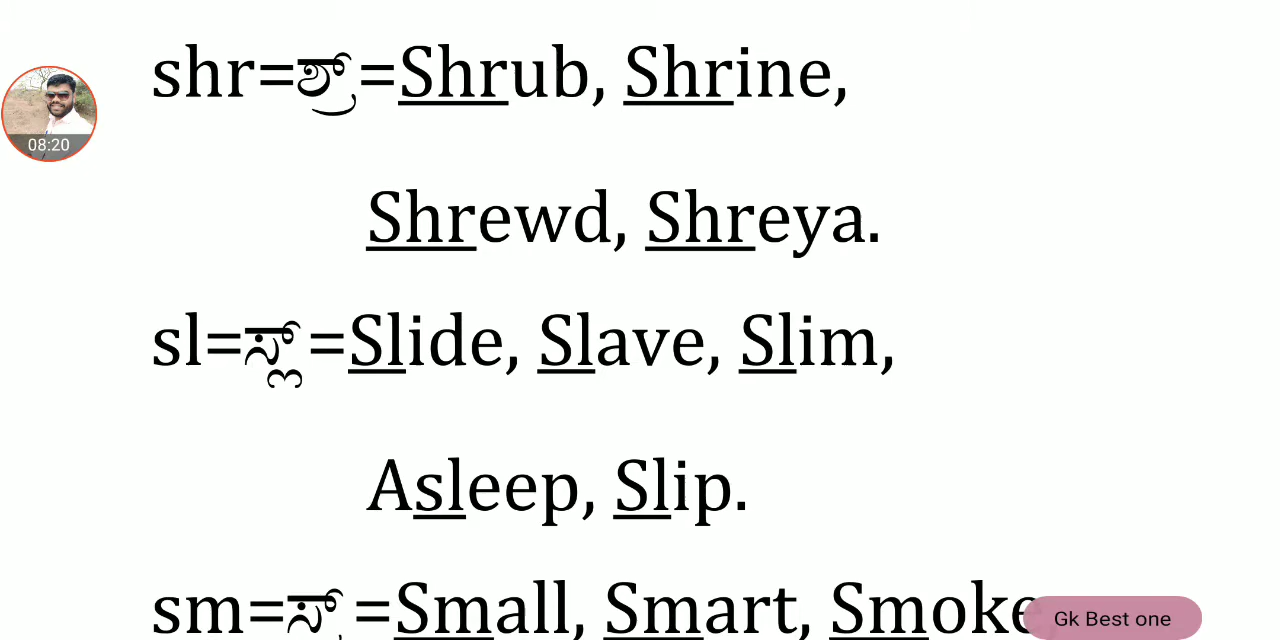 shr=ಶ್ರ್=Shrub, Shrine,
08:20
Shrewd, Shreya.
sl=ಸ್ಲ್=Slide, Slave, Slim,
Asleep, Slip.
sm=ಸ್ಮ್=Small, Smart, Smoke
Gk Best one